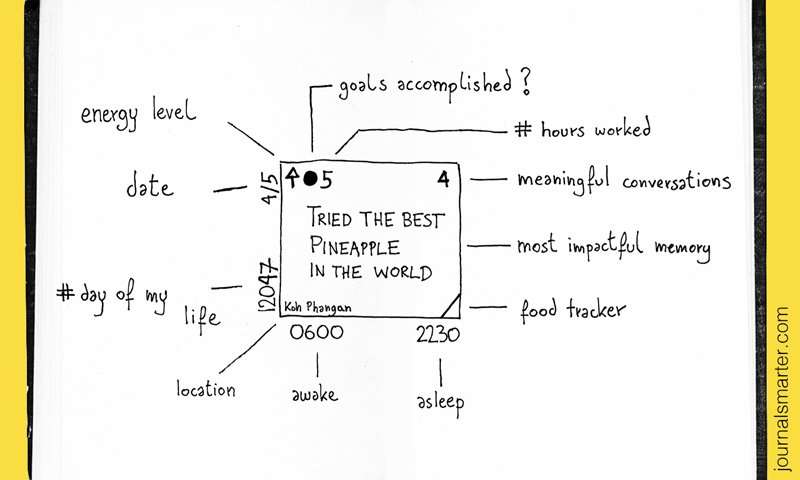 goals accomplished?
energy level
# hours worked
date
4/5
5
4
meaningful conversations
TRIED THE BEST
PINEAPPLE
IN THE WORLD
most impactful memory
# day of my
life
12047
Koh Phangan
food tracker
0600
2230
location
awake
asleep
journalsmarter.com